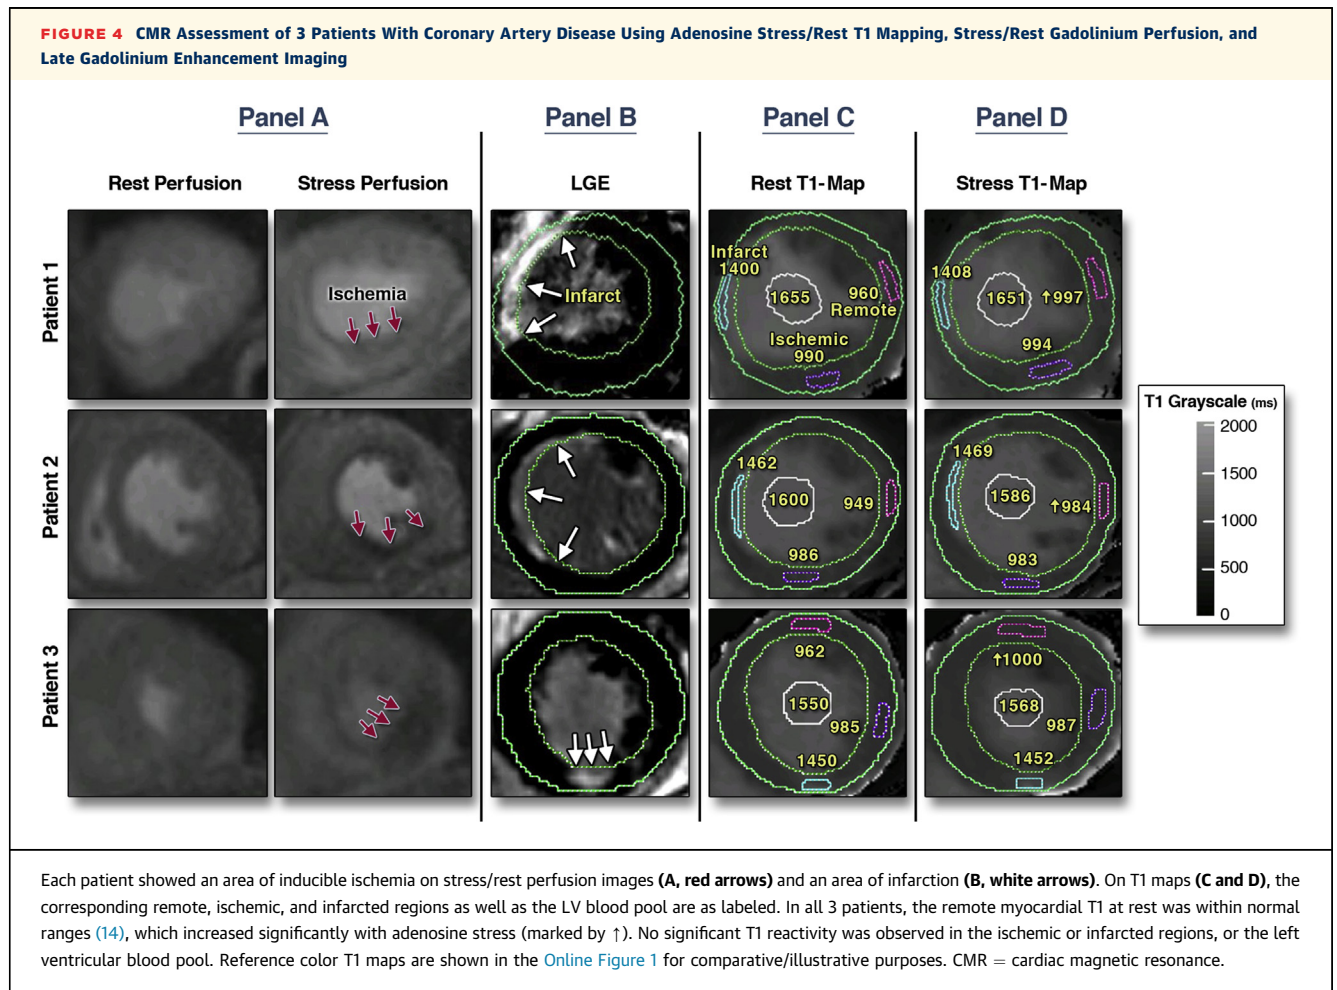 FIGURE 4 CMR Assessment of 3 Patients With Coronary Artery Disease Using Adenosine Stress/Rest T1 Mapping, Stress/Rest Gadolinium Perfusion, and
Late Gadolinium Enhancement Imaging
Panel A
Panel B
Panel C
Panel D
Rest Perfusion
Stress Perfusion
LGE
Rest T1-Map
Stress T1-Map
Patient 1
Ischemia
Infarct
Infarct
1400
1655
960
Remote
Ischemic
990
1408
1651
↑997
994
Patient 2
1462
1600
949
986
1469
1586
↑984
983
Patient 3
962
1550
985
1450
↑1000
1568
987
1452
T1 Grayscale (ms)
2000
1500
1000
500
0
Each patient showed an area of inducible ischemia on stress/rest perfusion images (A, red arrows) and an area of infarction (B, white arrows). On T1 maps (C and D), the
corresponding remote, ischemic, and infarcted regions as well as the LV blood pool are as labeled. In all 3 patients, the remote myocardial T1 at rest was within normal
ranges (14), which increased significantly with adenosine stress (marked by ↑). No significant T1 reactivity was observed in the ischemic or infarcted regions, or the left
ventricular blood pool. Reference color T1 maps are shown in the Online Figure 1 for comparative/illustrative purposes. CMR = cardiac magnetic resonance.